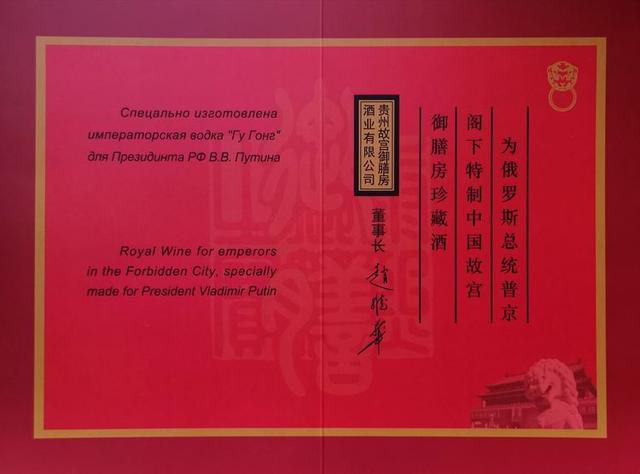 Спецально изготовлена
императорская водка "Гу Гонг"
для Президинта РФ В.В. Путина
Royal Wine for emperors
in the Forbidden City, specially
made for President Vladimir Putin
为俄罗斯总统普京
阁下特制中国故宫
御膳房珍藏酒
贵州故宫御膳房
酒业有限公司
董事长